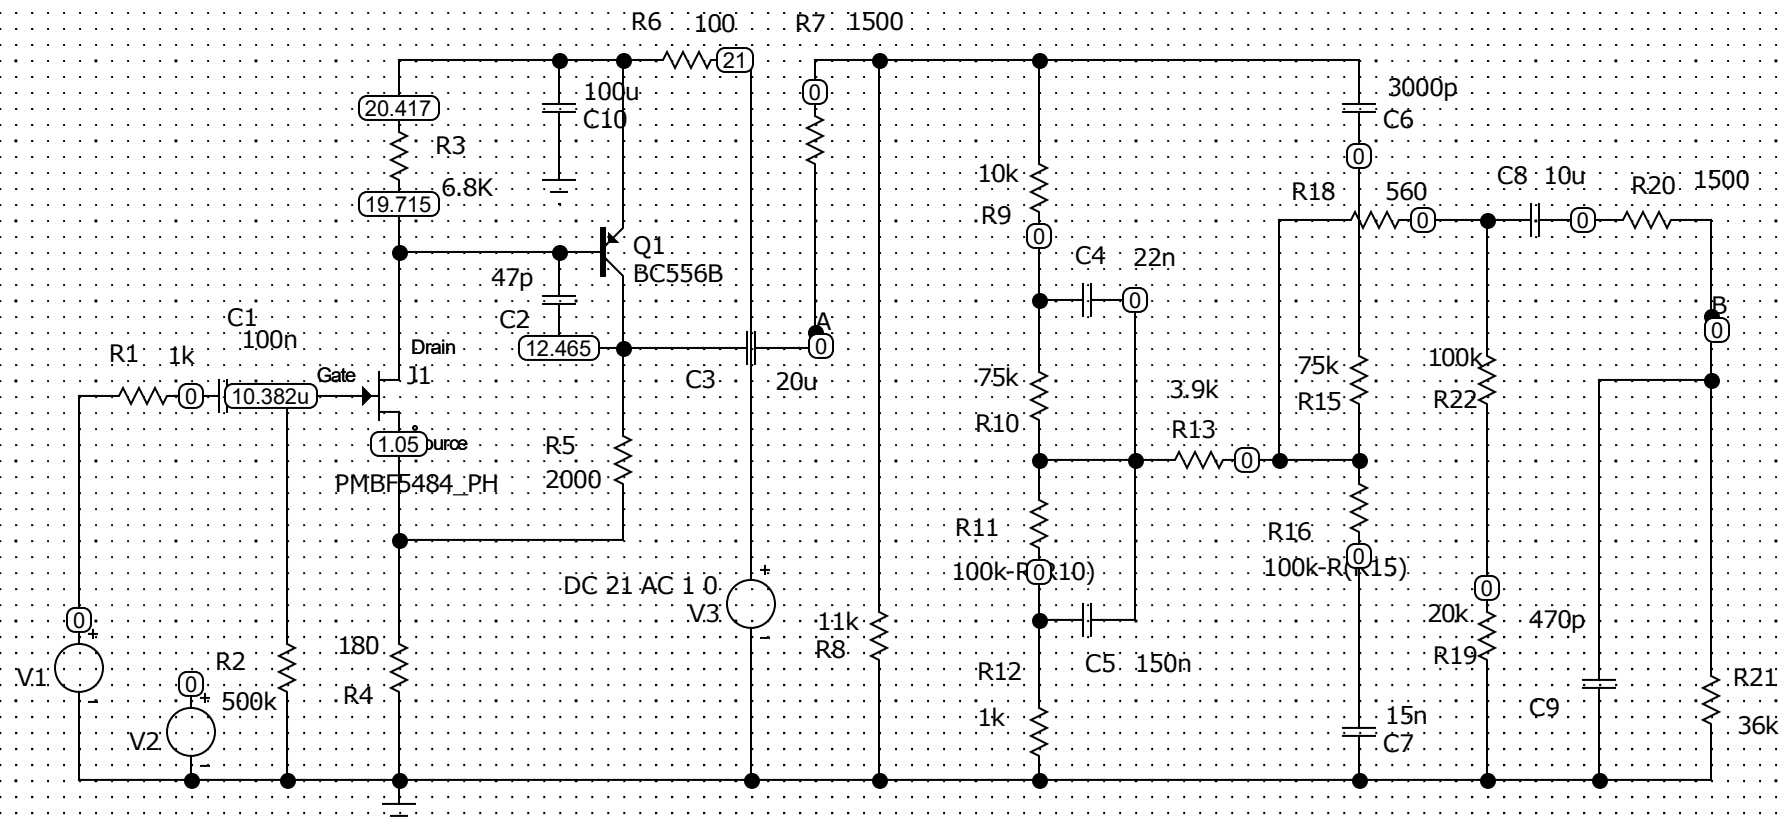 R6 100 R7 1500
21
20.417
100u
C10
0
3000p
C6
R3
6.8K
19.715
10k
R9
0
0
R18 560
C8 10u
R20 1500
0
0
Q1
BC556B
47p
C2
C4 22n
0
B
0
C1
100n
R1 1k
Gate
Drain
J1
12.465
A
0
C3 20u
0
10.382u
75k
R10
3.9k
R13
75k
R15
100k
R22
1.05
ource
PMBF5484_PH
R5
2000
0
R11
100k-R(R10)
0
R16
100k-R(R15)
0
DC 21 AC 1 0
V3
+
-
0
+
V1
-
0
+
V2
-
R2
500k
180
R4
11k
R8
R12
1k
C5 150n
0
20k
R19
470p
C9
15n
C7
R21
36k